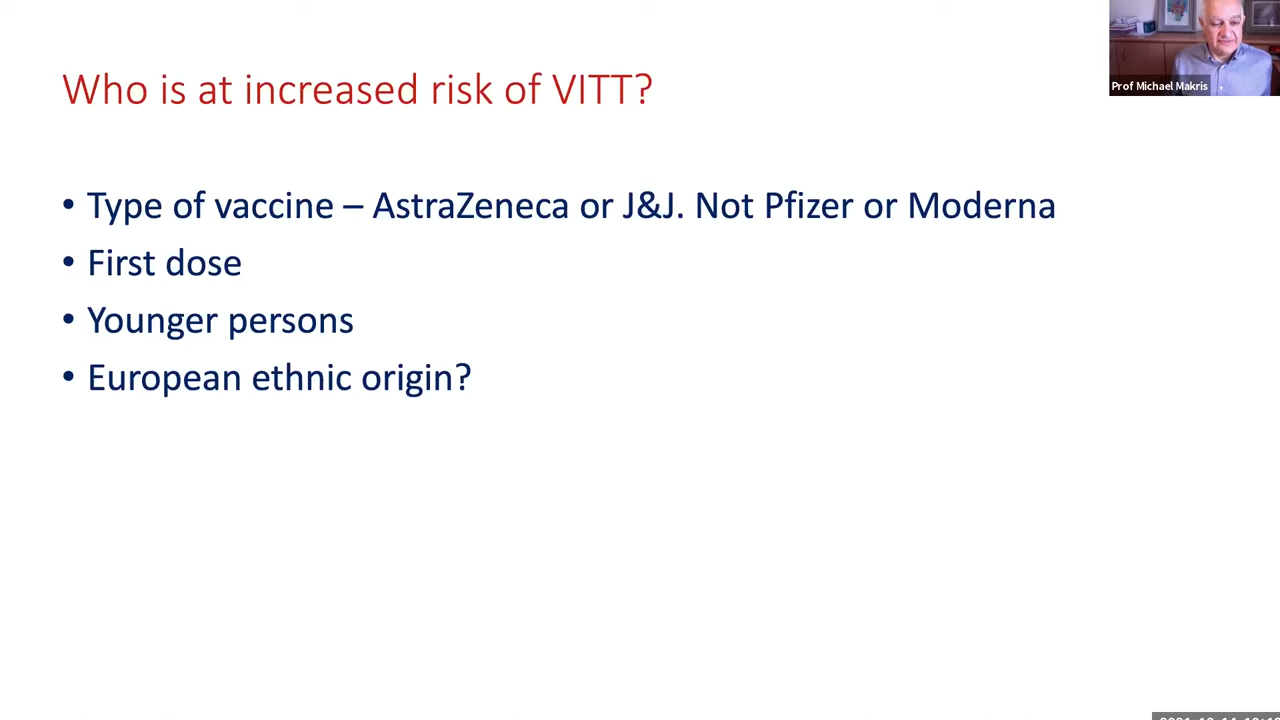 Who is at increased risk of VITT?
Prof Michael Makris
• Type of vaccine – AstraZeneca or J&J. Not Pfizer or Moderna
• First dose
• Younger persons
• European ethnic origin?